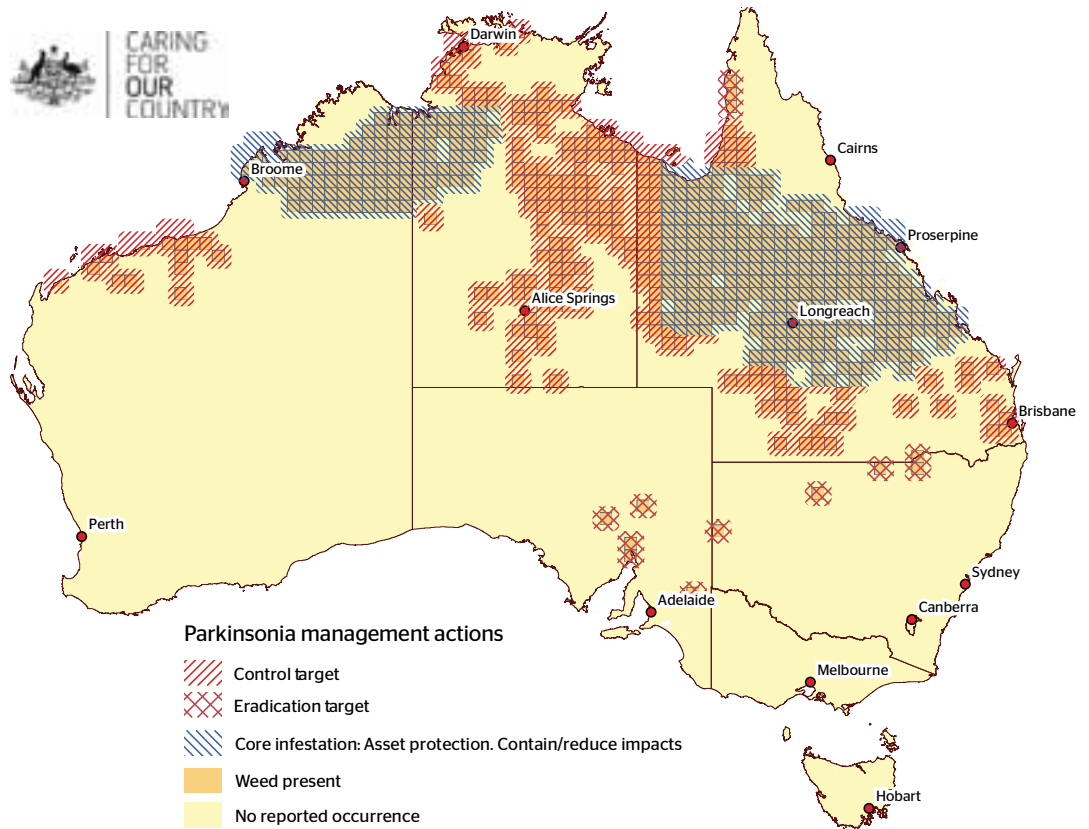 CARING
FOR
OUR
COUNTRY
Darwin
Cairns
Broome
Proserpine
Alice Springs
Longreach
Brisbane
Perth
Sydney
Adelaide
Canberra
Melbourne
Hobart
Parkinsonia management actions
Control target
Eradication target
Core infestation: Asset protection. Contain/reduce impacts
Weed present
No reported occurrence